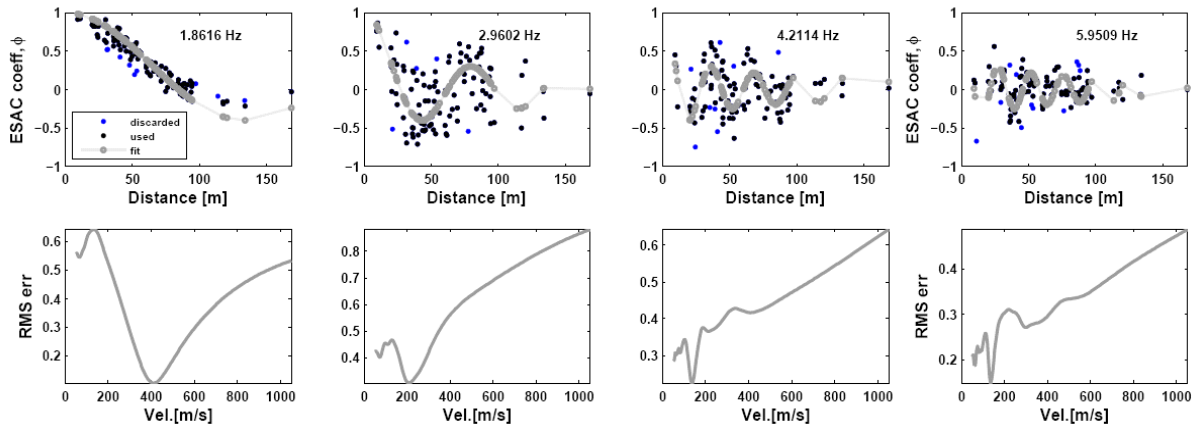 1.8616 Hz
ESAC coeff, ϕ
1
0.5
0
−0.5
−1
discarded
used
fit
0 50 100 150
Distance [m]
2.9602 Hz
1
0.5
0
−0.5
−1
0 50 100 150
Distance [m]
4.2114 Hz
1
0.5
0
−0.5
−1
0 50 100 150
Distance [m]
5.9509 Hz
ESAC coeff, ϕ
1
0.5
0
−0.5
−1
0 50 100 150
Distance [m]
RMS err
0.6
0.5
0.4
0.3
0.2
0 200 400 600 800 1000
Vel.[m/s]
0.8
0.7
0.6
0.5
0.4
0 200 400 600 800 1000
Vel.[m/s]
0.6
0.5
0.4
0.3
0 200 400 600 800 1000
Vel.[m/s]
RMS err
0.4
0.3
0.2
0 200 400 600 800 1000
Vel.[m/s]